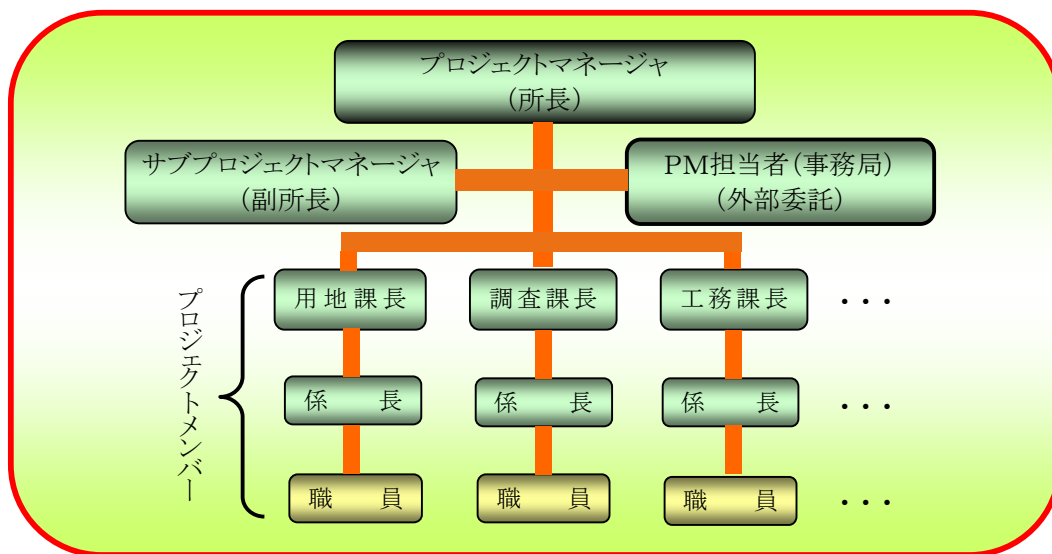 プロジェクトマネージャ
(所長)
サブプロジェクトマネージャ
(副所長)
PM担当者(事務局)
(外部委託)
プロジェクトメンバー
用地課長
調査課長
工務課長
・・・
係　長
係　長
係　長
・・・
職　員
職　員
職　員
・・・